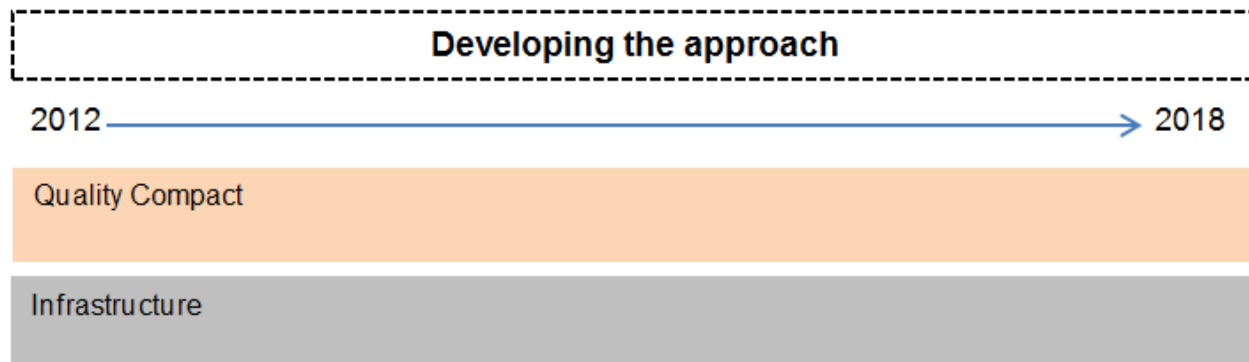 Developing the approach
2012 2018
Quality Compact
Infrastructure